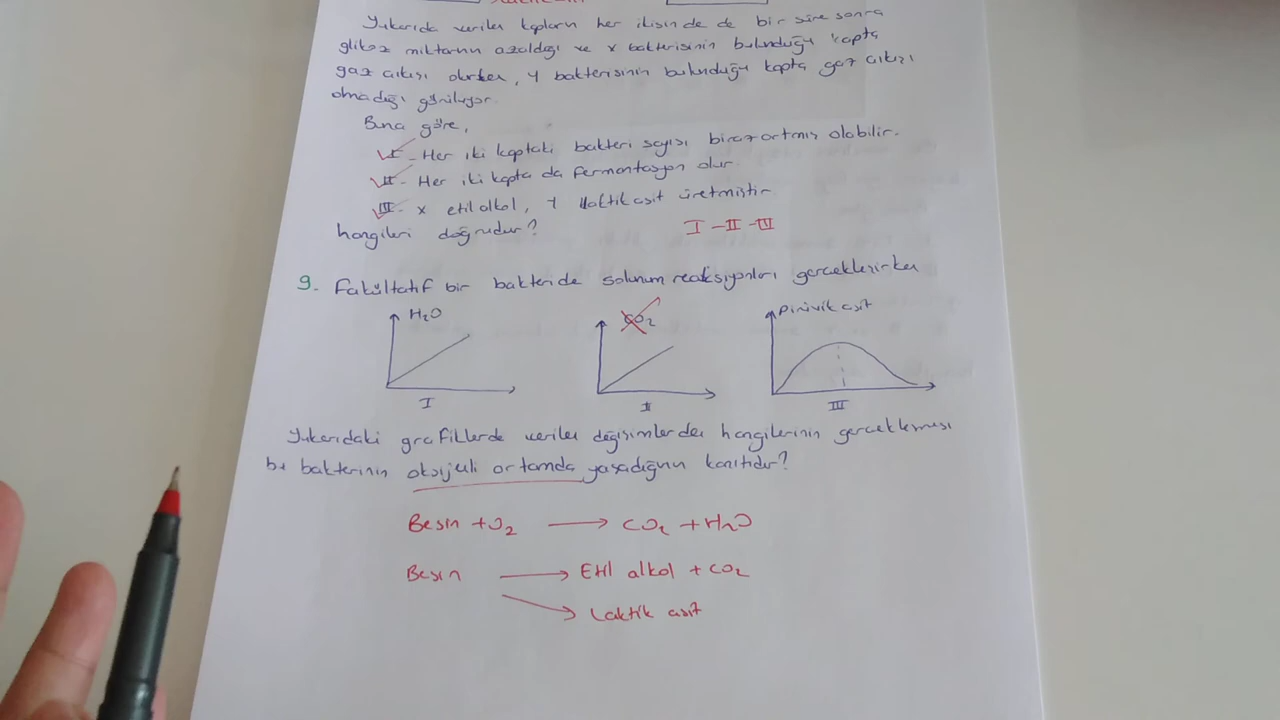 Yukarıda verilen kapların her ikisinde de bir süre sonra
glikoz miktarının azaldığı ve x bakterisinin bulunduğu kapta
gaz çıkışı olurken, y bakterisinin bulunduğu kapta gaz çıkışı
olmadığı görülüyor.
Buna göre,
I - Her iki kaptaki bakteri sayısı biraz artmış olabilir.
II - Her iki kapta da fermantasyon olur.
III - x etil alkol, y laktik asit üretmiştir
hangileri doğrudur?
I - II - III
9. Fakültatif bir bakteride solunum reaksiyonları gerçekleşirken
H₂O
CO₂
Pirüvik asit
I
II
III
Yukarıdaki grafiklerde verilen değişimlerden hangilerinin gerçekleşmesi
bu bakterinin oksijenli ortamda yaşadığının kanıtıdır?
Besin + O₂ → CO₂ + H₂O
Besin → Etil alkol + CO₂
→ Laktik asit